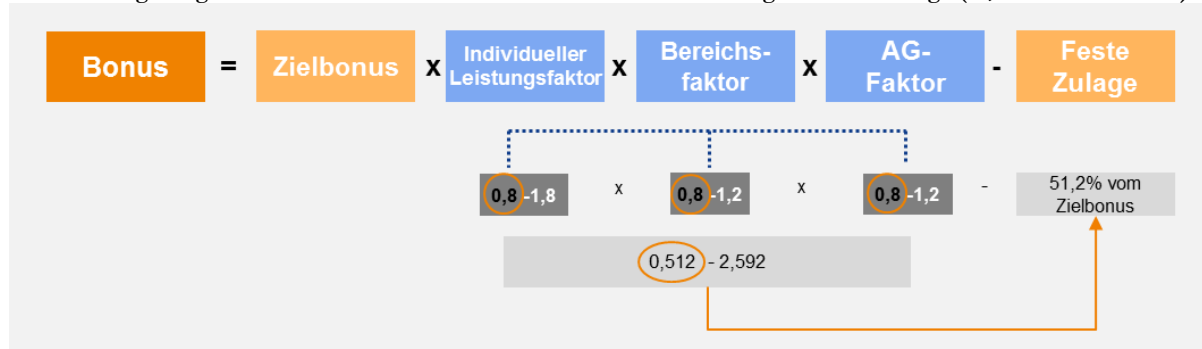 Bonus = Zielbonus x Individueller Leistungsfaktor x Bereichs-faktor x AG-Faktor - Feste Zulage
0,8-1,8 x 0,8-1,2 x 0,8-1,2 - 51,2% vom Zielbonus
0,512 - 2,592